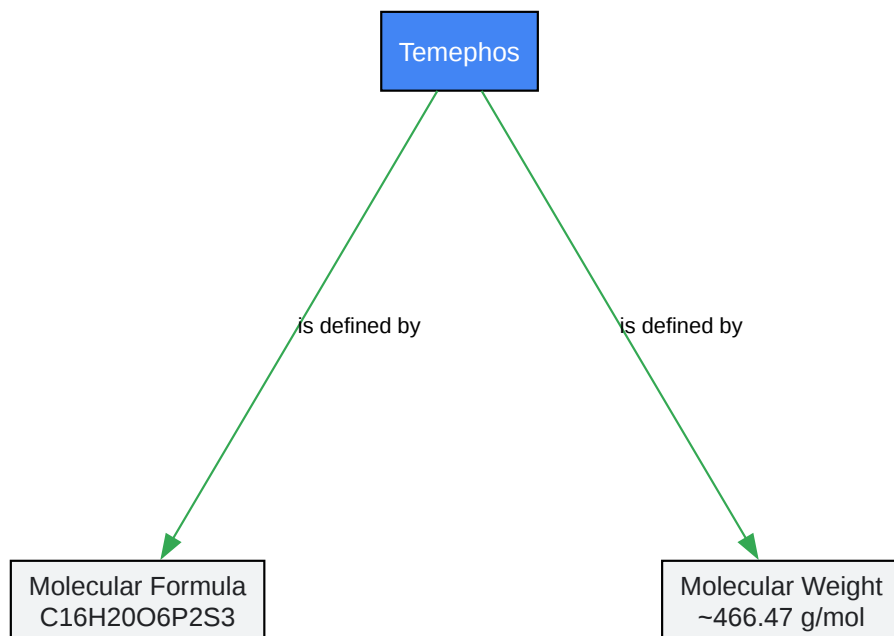 Temephos
is defined by
is defined by
Molecular Formula
C16H20O6P2S3
Molecular Weight
~466.47 g/mol